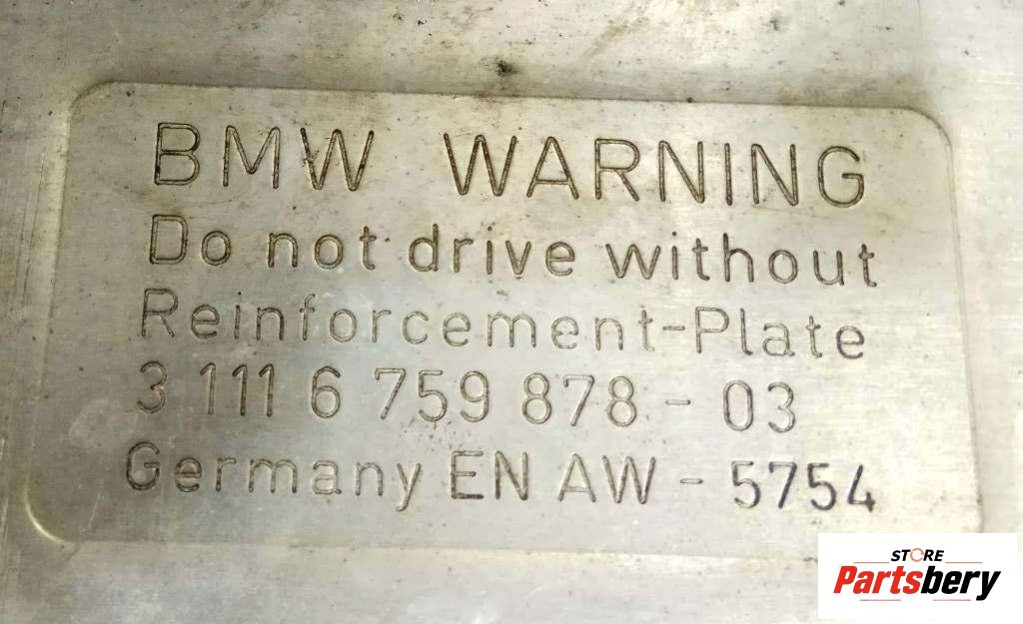 BMW WARNING
Do not drive without
Reinforcement-Plate
3 111 6 759 878 - 03
Germany EN AW - 5754
STORE
Partsbery